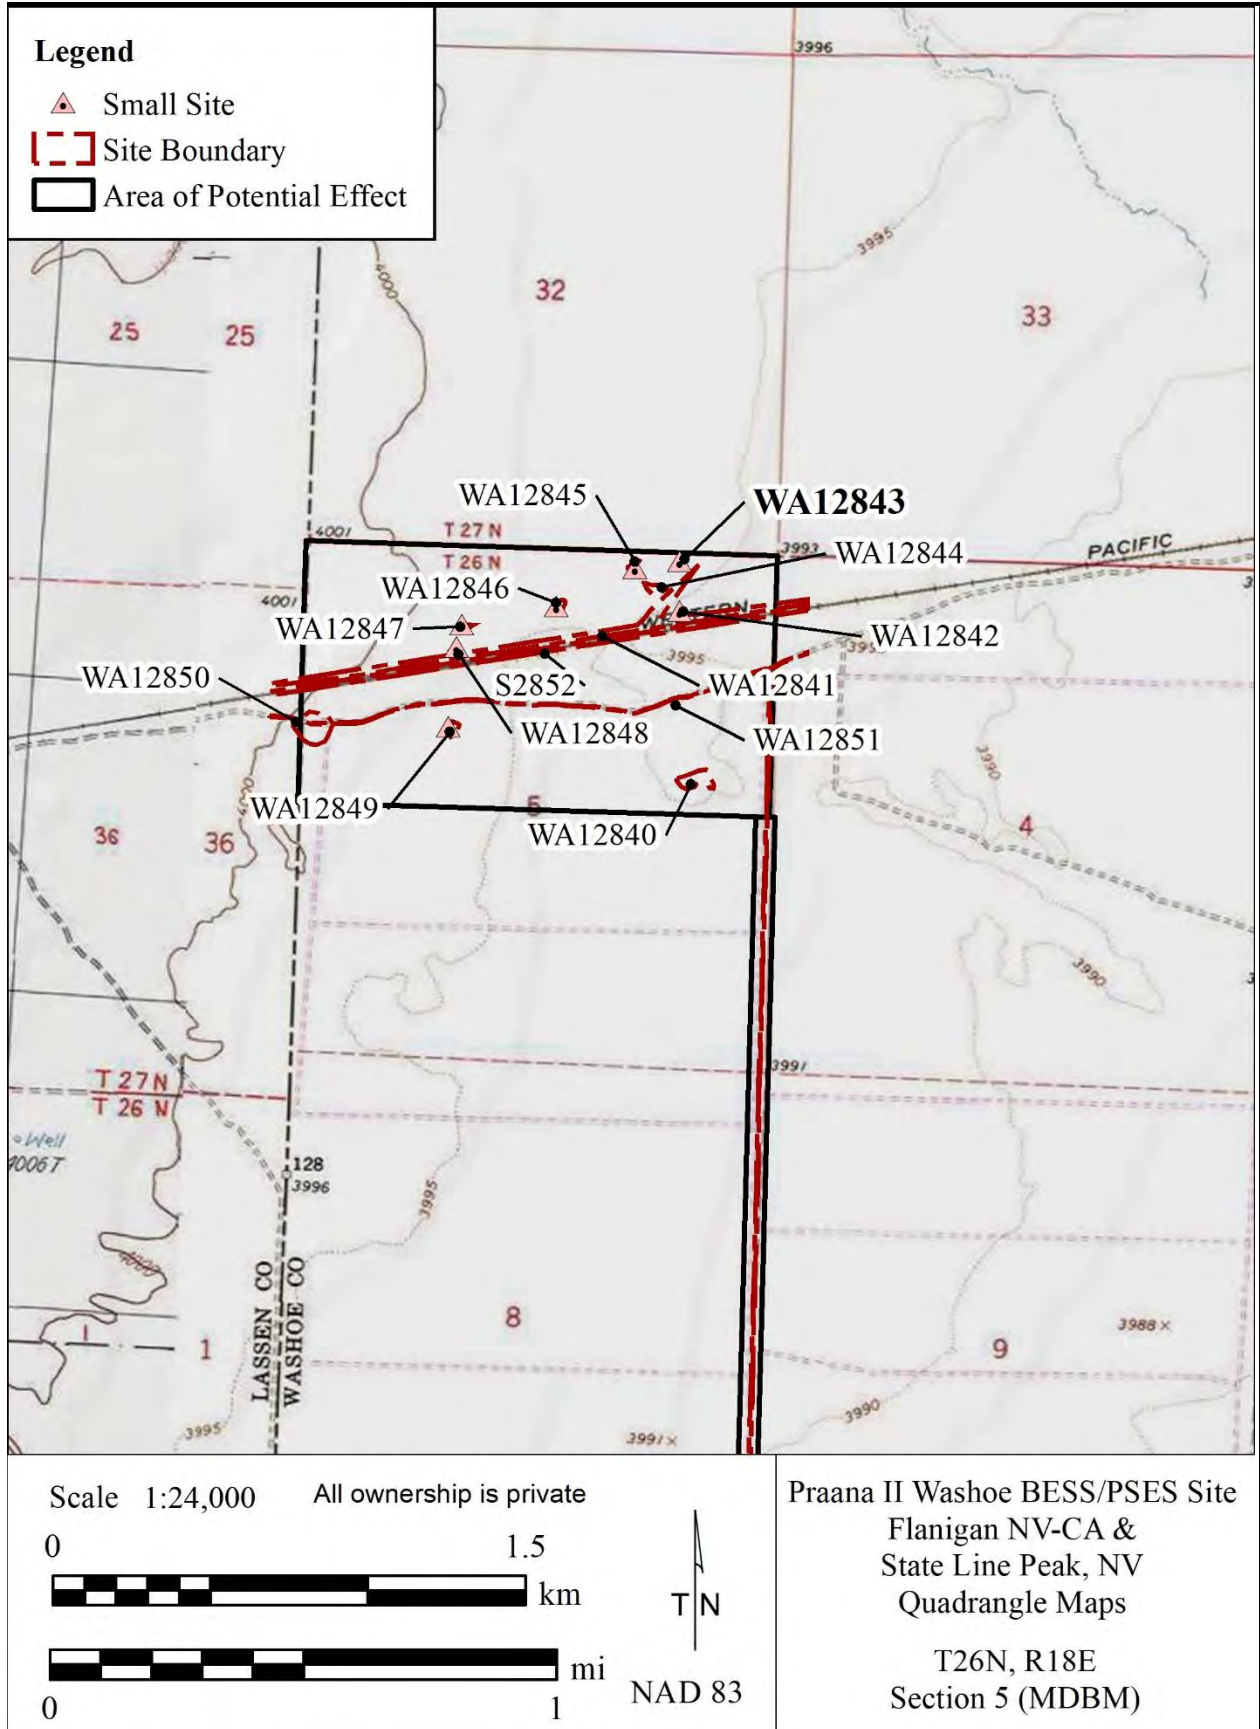 Legend
Small Site
Site Boundary
Area of Potential Effect
3996
3995
4000
32
33
25
25
WA12845
WA12843
4001
T 27 N
T 26 N
3993
WA12844
PACIFIC
WA12846
4001
WA12847
WESTERN
WA12842
3995
WA12850
S2852
WA12841
WA12848
WA12851
3990
4000
WA12849
5
WA12840
36
36
4
3990
3991
T 27 N
T 26 N
Well
4006 T
128
3996
3995
4000
LASSEN CO
WASHOE CO
8
3988 ×
1
1
9
3995
3991 ×
3990
Scale 1:24,000
All ownership is private
0 1.5
km
mi
0 1
T N
NAD 83
Praana II Washoe BESS/PSES Site
Flanigan NV-CA &
State Line Peak, NV
Quadrangle Maps
T26N, R18E
Section 5 (MDBM)